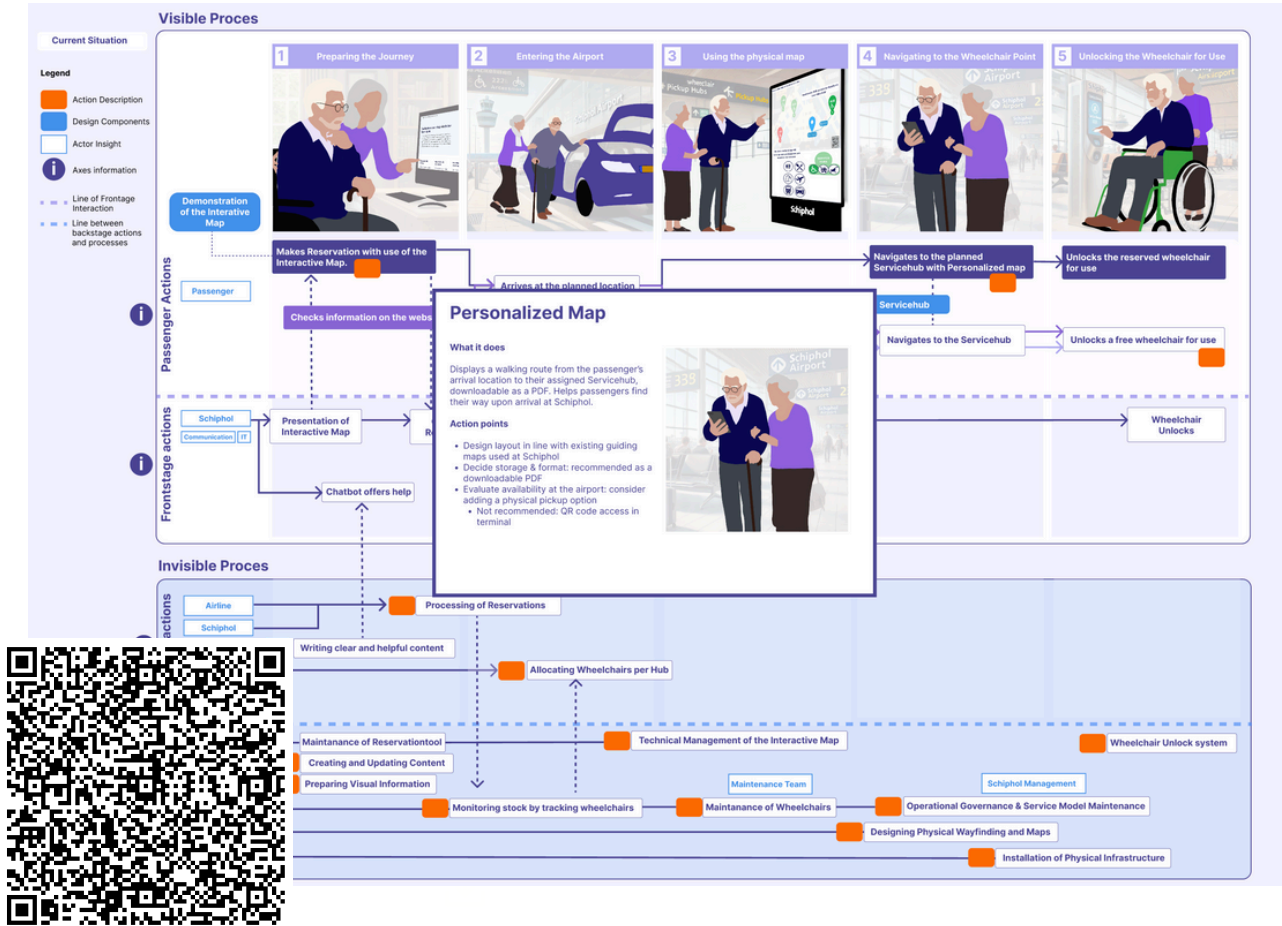 Visible Proces
Current Situation
Legend
Action Description
Design Components
Actor Insight
i
Axes information
Line of Frontage
Interaction
Line between
backstage actions
and processes
1
Preparing the Journey
2
Entering the Airport
3
Using the physical map
4
Navigating to the Wheelchair Point
5
Unlocking the Wheelchair for Use
Schiphol
Demonstration
of the Interative
Map
Passenger Actions
Passenger
i
Makes Reservation with use of the
Interactive Map.
Arrives at the planned location
Navigates to the planned
Servicehub with Personalized map
Unlocks the reserved wheelchair
for use
Checks information on the webs
Servicehub
Navigates to the Servicehub
Unlocks a free wheelchair for use
Personalized Map
What it does
Displays a walking route from the passenger's
arrival location to their assigned Servicehub,
downloadable as a PDF. Helps passengers find
their way upon arrival at Schiphol.
Action points
• Design layout in line with existing guiding
maps used at Schiphol
• Decide storage & format: recommended as a
downloadable PDF
• Evaluate availability at the airport: consider
adding a physical pickup option
• Not recommended: QR code access in
terminal
Schiphol
Airport
Frontstage actions
Schiphol
Communication
IT
i
Presentation of
Interactive Map
Re
Chatbot offers help
Wheelchair
Unlocks
Invisible Proces
actions
Airline
Schiphol
Processing of Reservations
Writing clear and helpful content
Allocating Wheelchairs per Hub
Maintanance of Reservationtool
Technical Management of the Interactive Map
Wheelchair Unlock system
Creating and Updating Content
Preparing Visual Information
Maintenance Team
Schiphol Management
Monitoring stock by tracking wheelchairs
Maintanance of Wheelchairs
Operational Governance & Service Model Maintenance
Designing Physical Wayfinding and Maps
Installation of Physical Infrastructure